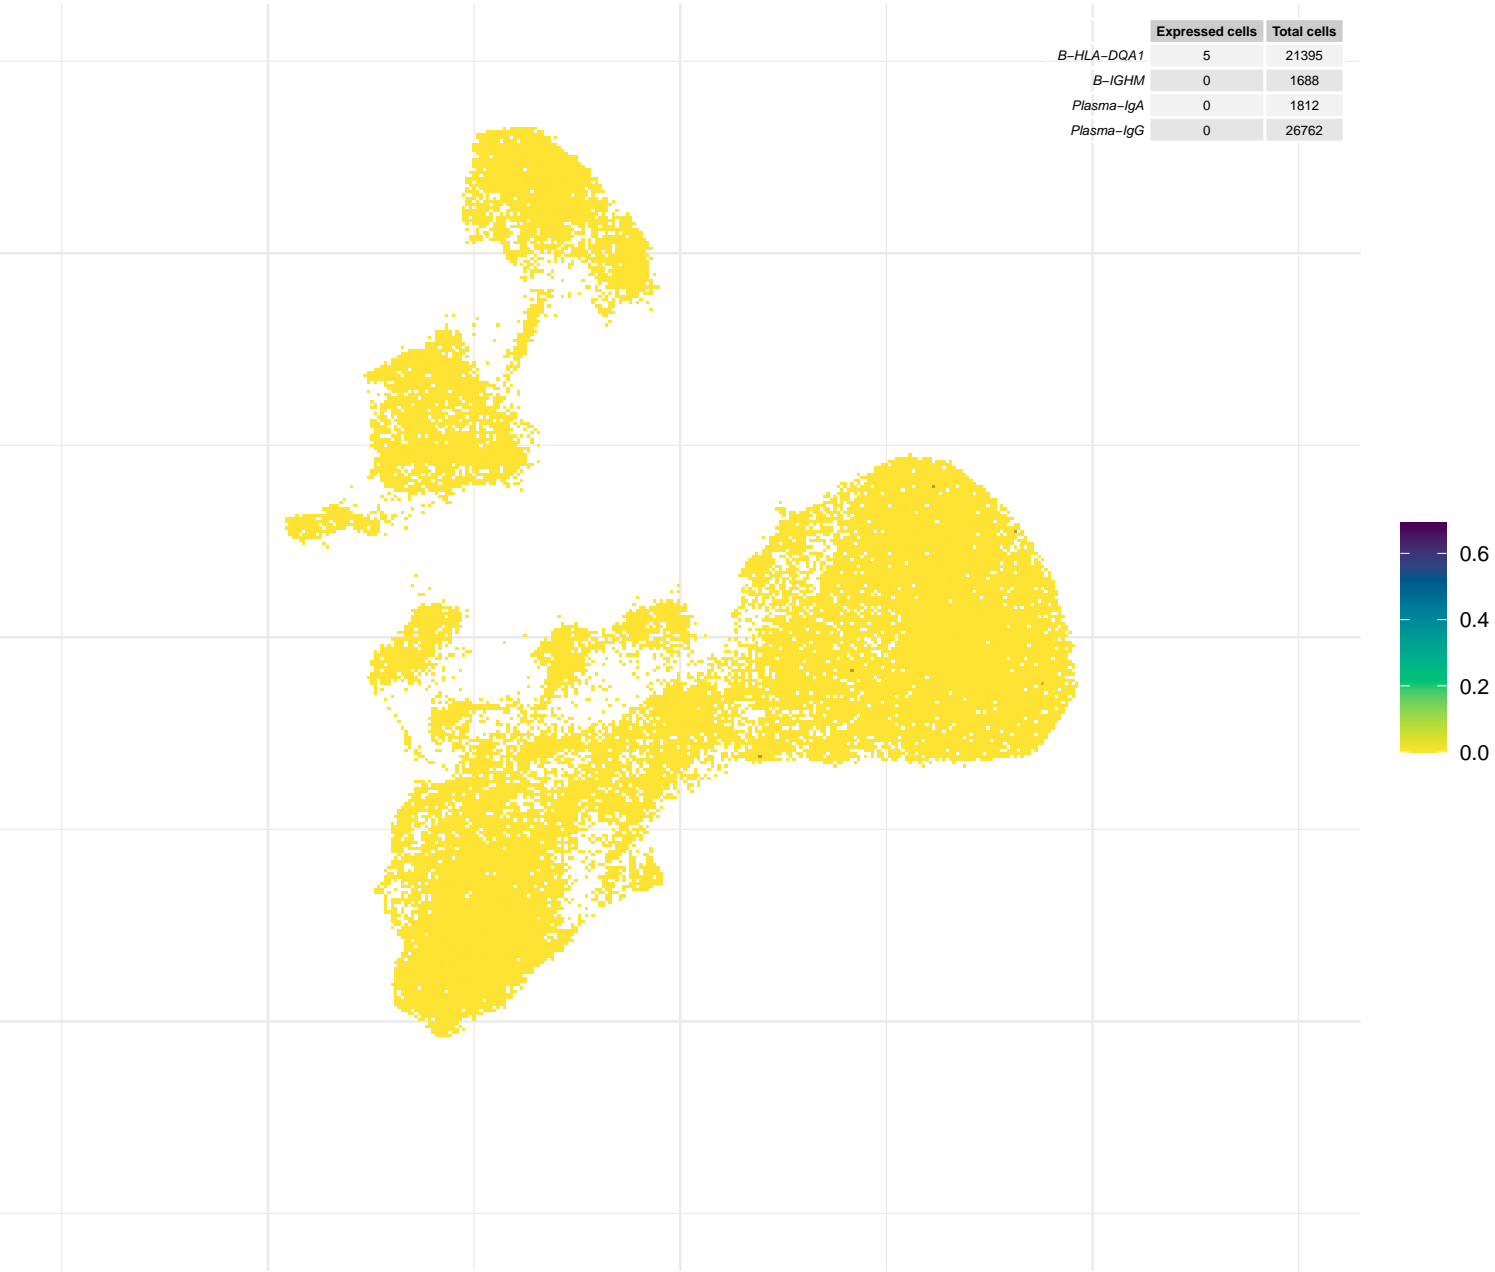 Expressed cells Total cells
B−HLA−DQA1 5 21395
B−IGHM 0 1688
Plasma−IgA 0 1812
Plasma−IgG 0 26762
0.6
0.4
0.2
0.0